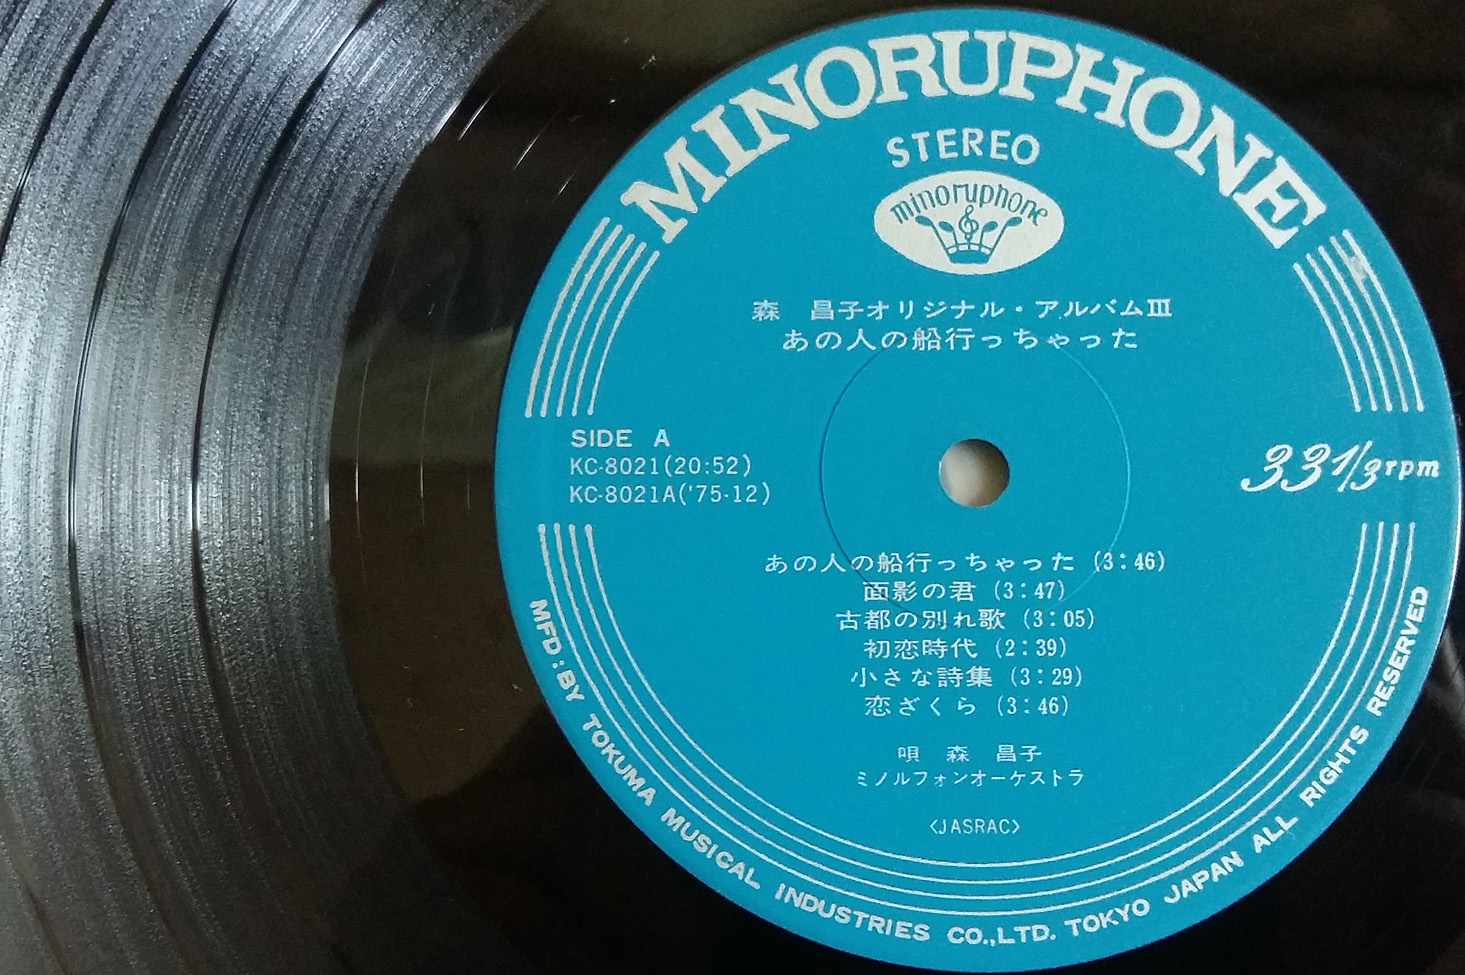 MINORUPHONE
STEREO
minoruphone
森　昌子オリジナル・アルバムIII
あの人の船行っちゃった
SIDE A
KC-8021(20:52)
KC-8021A('75-12)
33 1/3 rpm
あの人の船行っちゃった (3:46)
面影の君 (3:47)
古都の別れ歌 (3:05)
初恋時代 (2:39)
小さな詩集 (3:29)
恋ざくら (3:46)
唄　森　昌子
ミノルフォンオーケストラ
〈JASRAC〉
MFD:BY TOKUMA MUSICAL INDUSTRIES CO.,LTD. TOKYO JAPAN ALL RIGHTS RESERVED